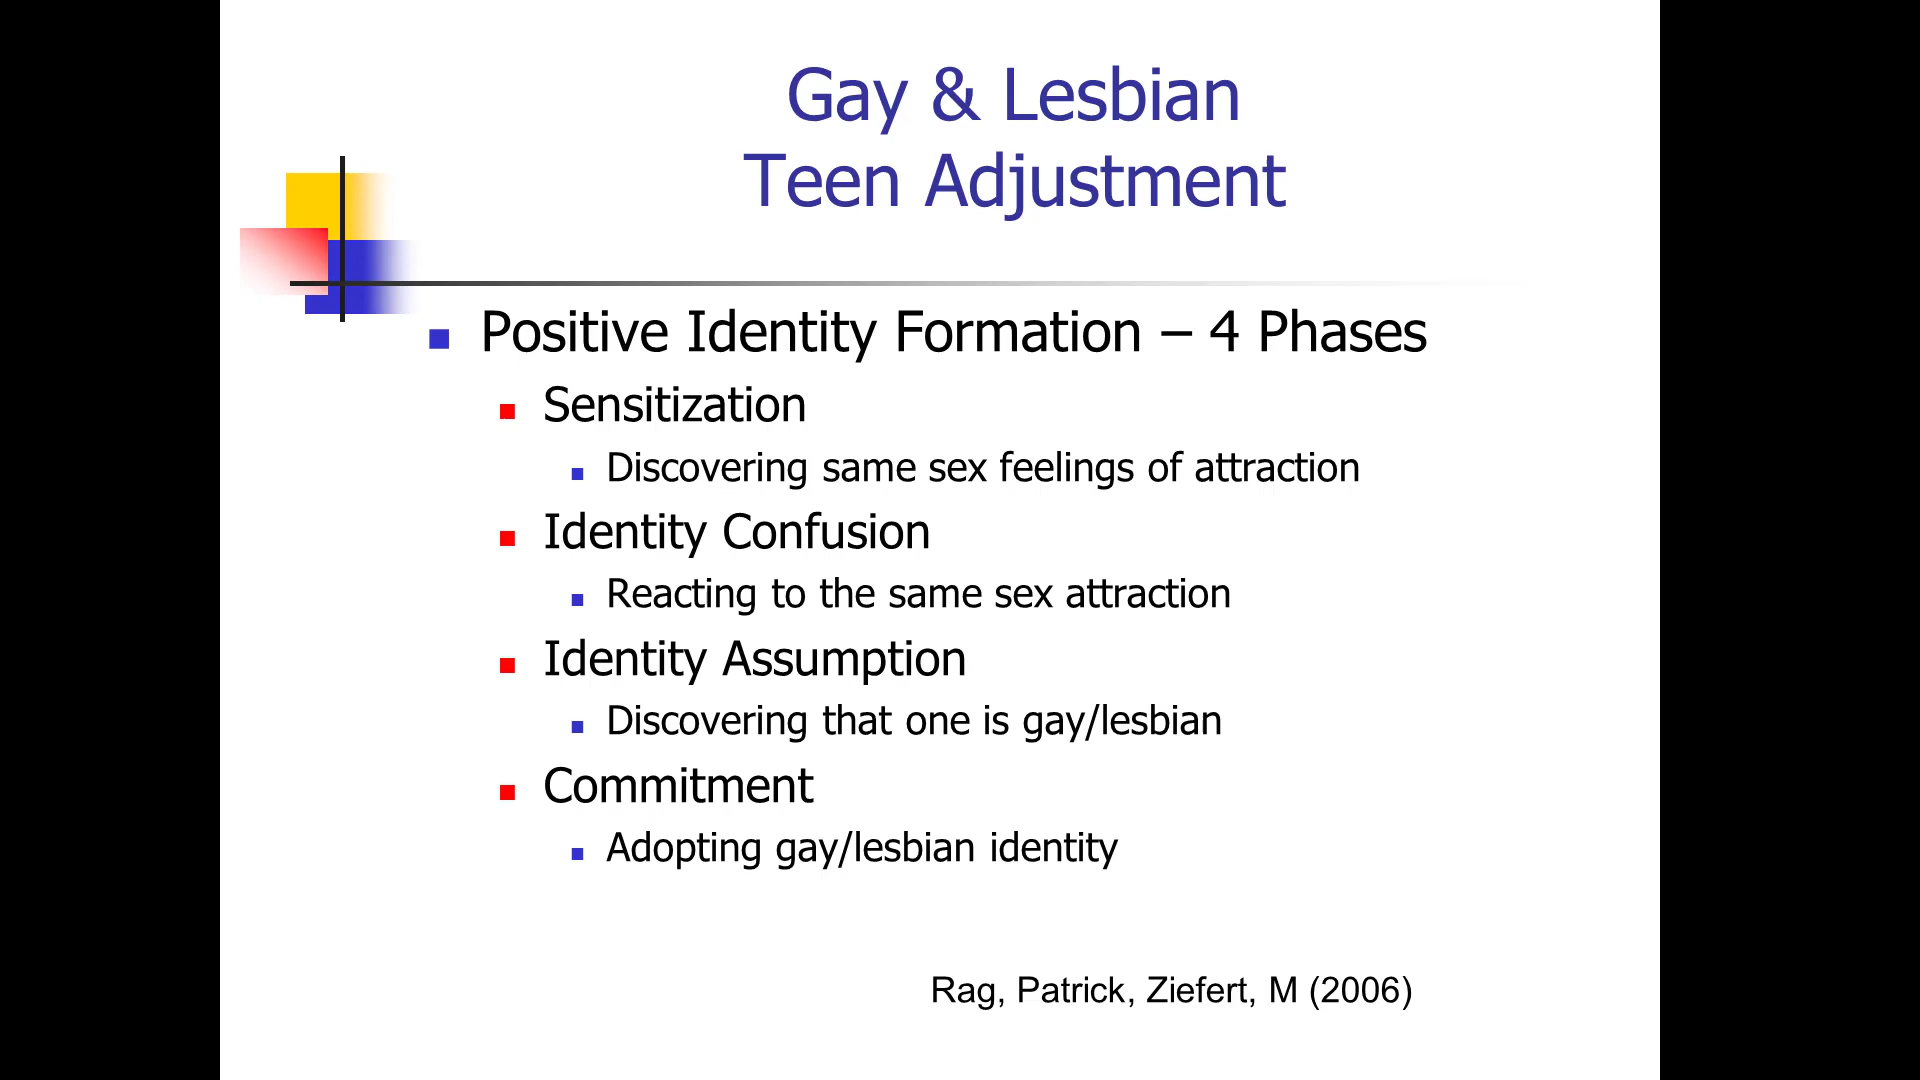 Gay & Lesbian
Teen Adjustment
Positive Identity Formation – 4 Phases
Sensitization
Discovering same sex feelings of attraction
Identity Confusion
Reacting to the same sex attraction
Identity Assumption
Discovering that one is gay/lesbian
Commitment
Adopting gay/lesbian identity
Rag, Patrick, Ziefert, M (2006)